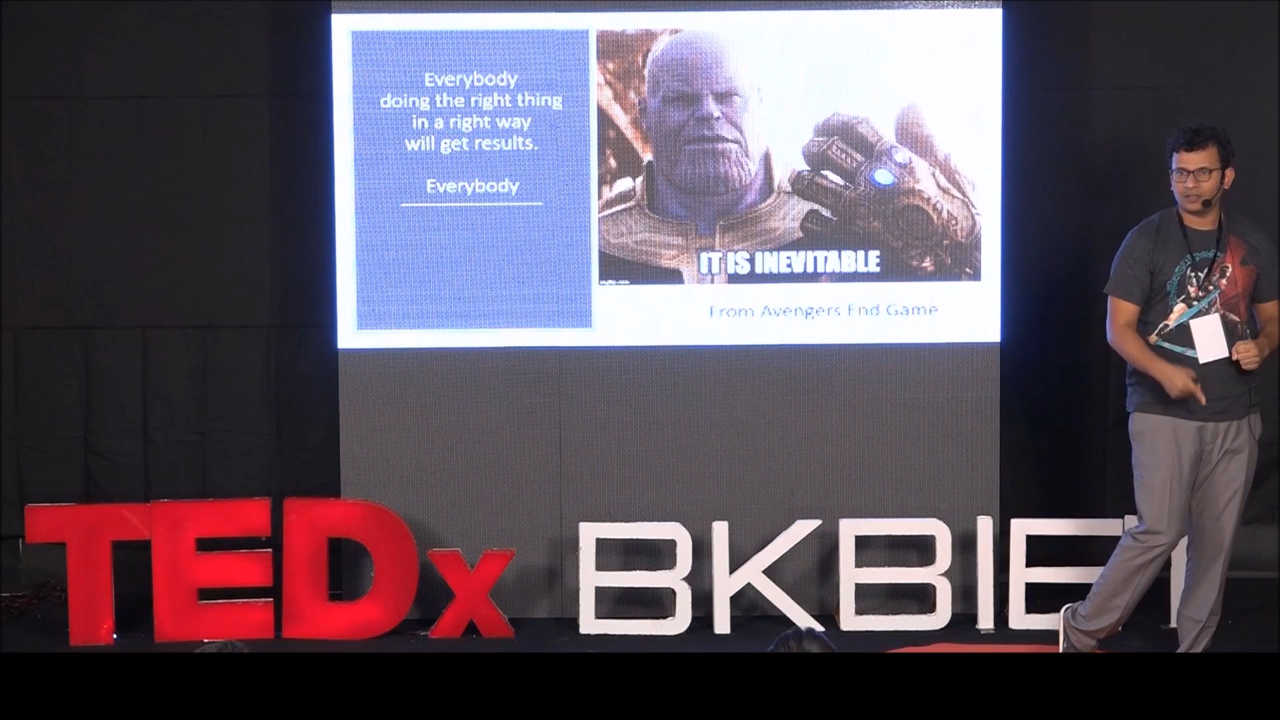 Everybody
doing the right thing
in a right way
will get results.
Everybody
IT IS INEVITABLE
From Avengers End Game
TEDx BKBIET